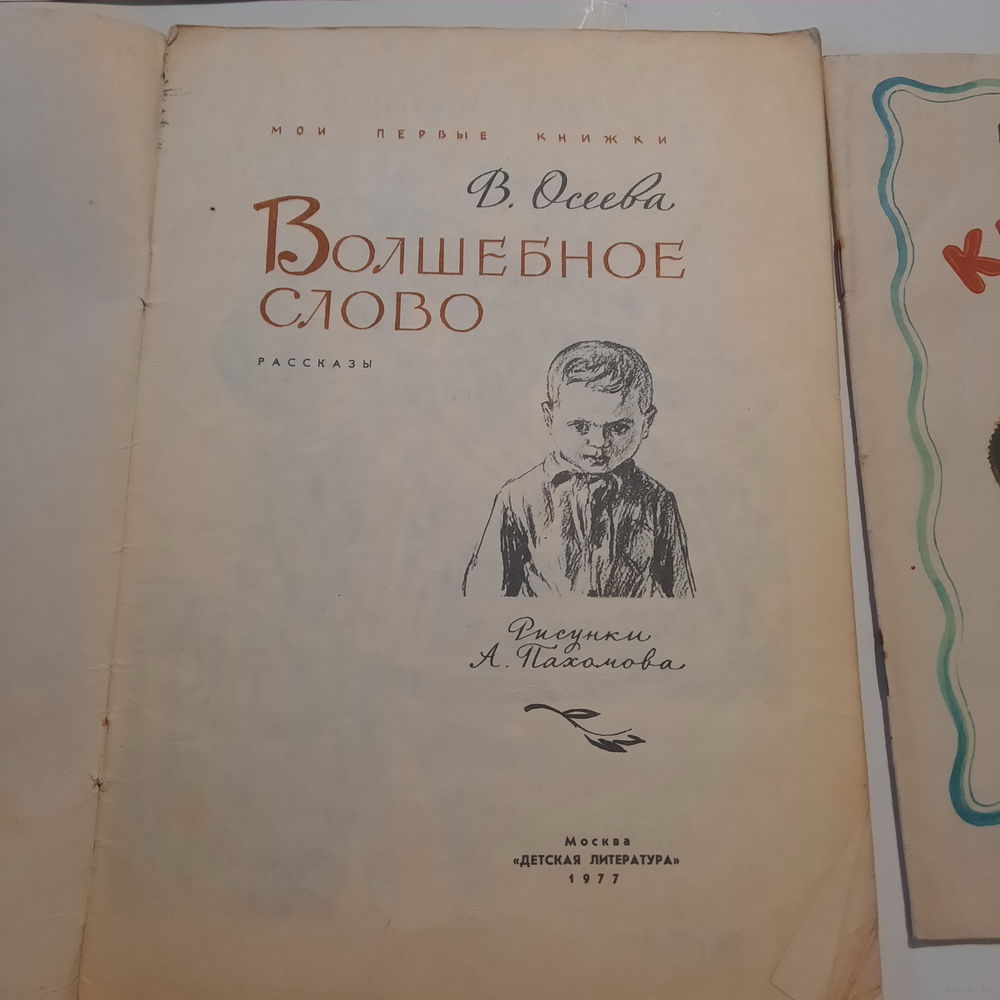 МОИ ПЕРВЫЕ КНИЖКИ
В. Осеева
ВОЛШЕБНОЕ
СЛОВО
РАССКАЗЫ
Рисунки
А. Пахомова
Москва
«ДЕТСКАЯ ЛИТЕРАТУРА»
1977